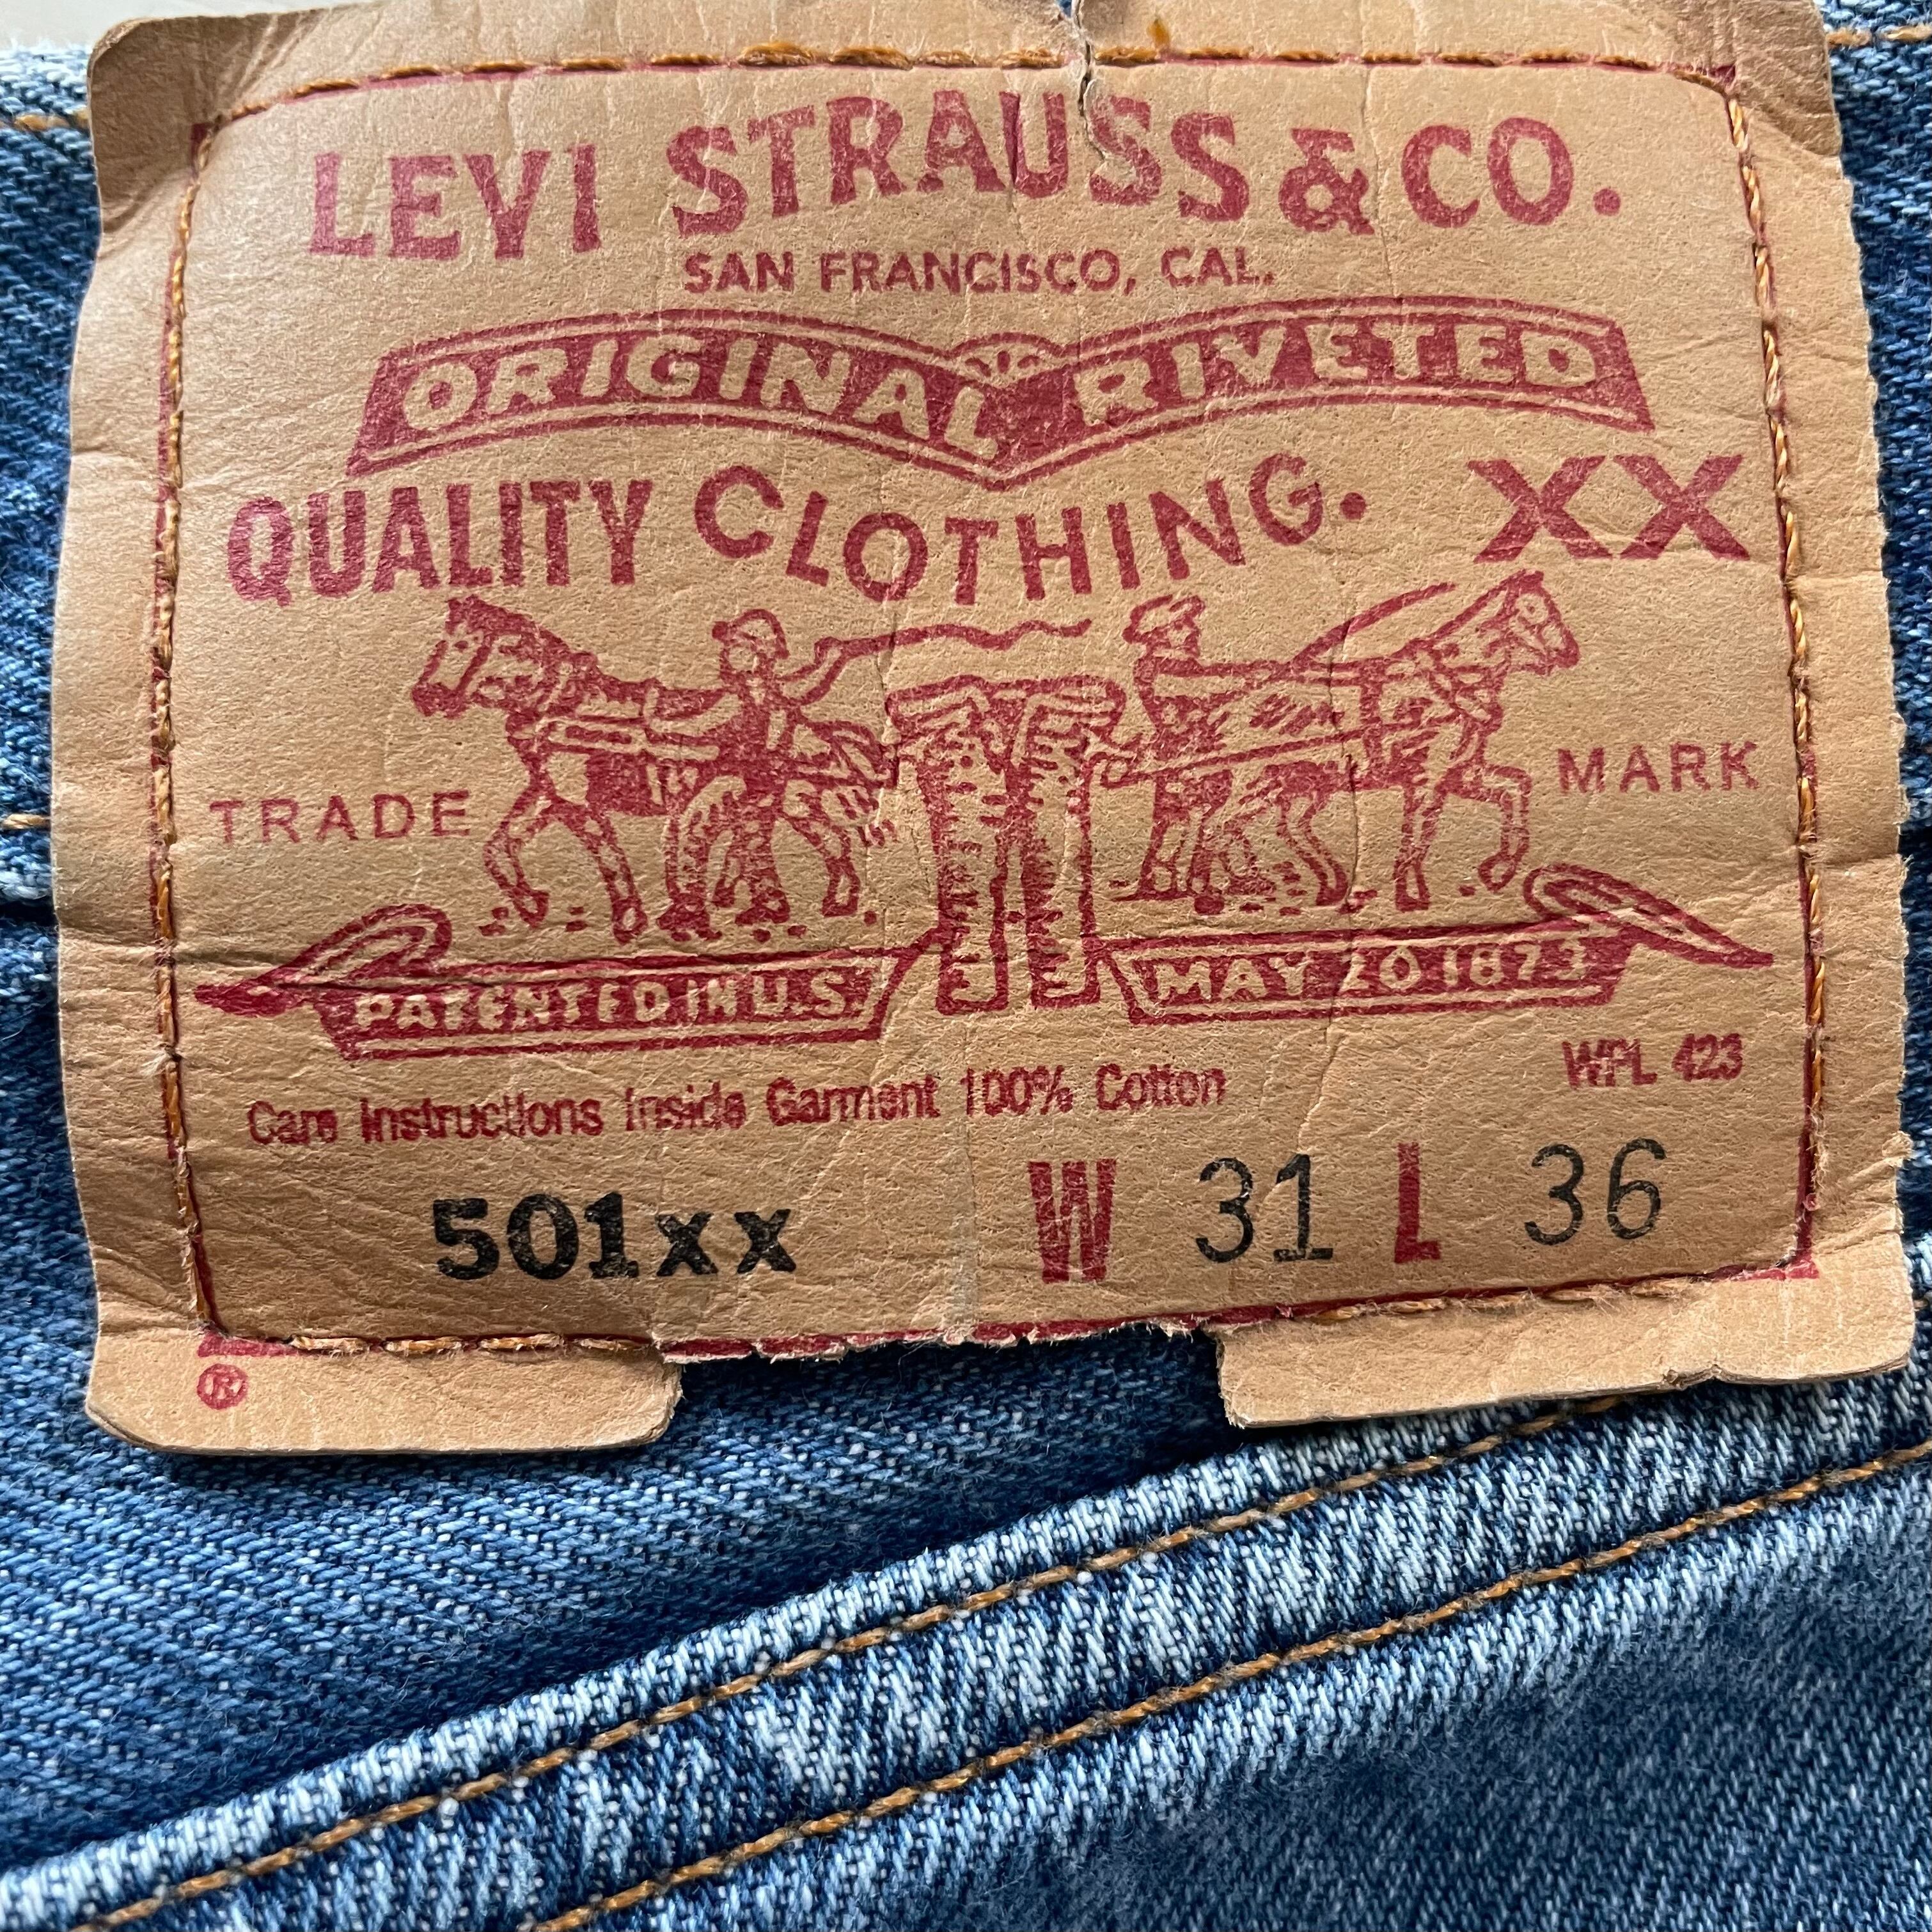 LEVI STRAUSS & CO.
SAN FRANCISCO, CAL.
ORIGINAL RIVETED
QUALITY CLOTHING. XX
TRADE MARK
PATENTED IN U.S. MAY 20 1873
WPL 423
Care Instructions Inside Garment 100% Cotton
501xx W 31 L 36
®